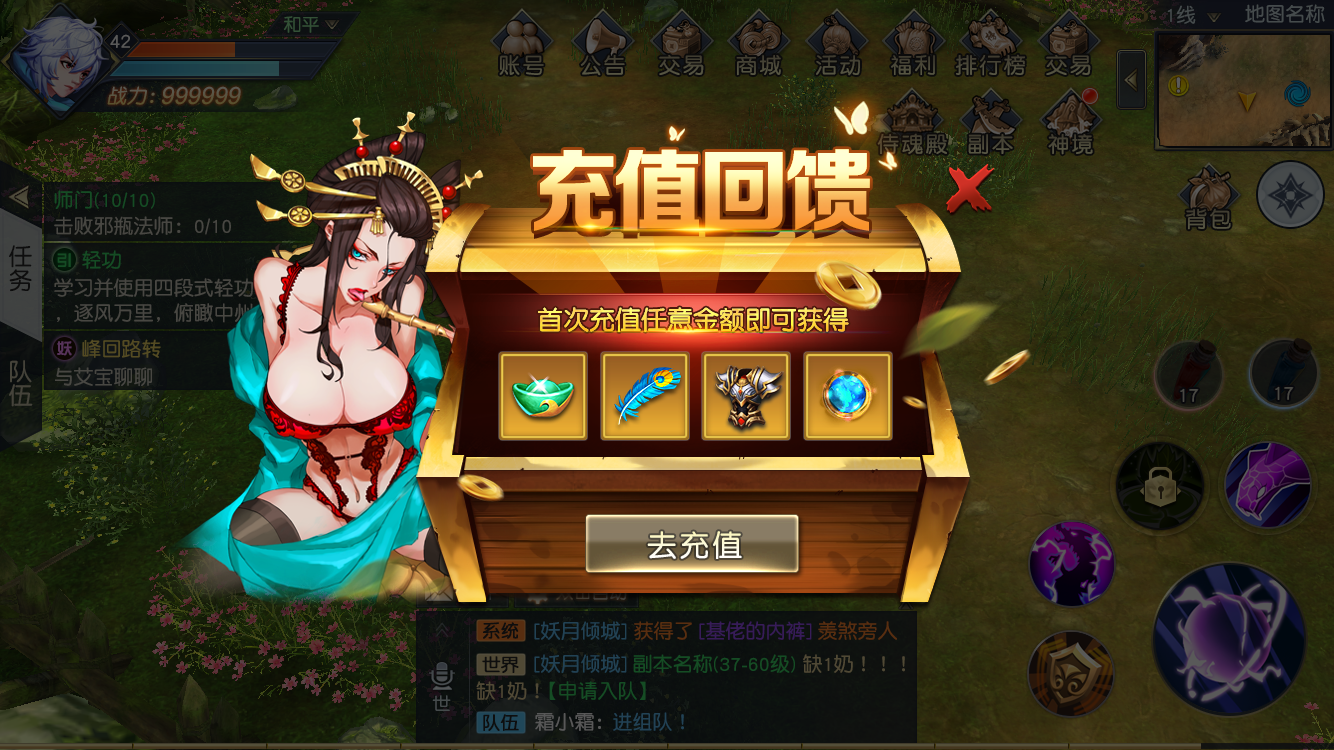 42
和平
战力：999999
账号
公告
交易
商城
活动
福利
排行榜
交易
1线
地图名称
侍魂殿
副本
神境
背包
充值回馈
首次充值任意金额即可获得
去充值
任务
队伍
师门(10/10)
击败邪瓶法师：0/10
引 轻功
学习并使用四段式轻功
，逐风万里，俯瞰中州
妖 峰回路转
与艾宝聊聊
17
17
系统 [妖月倾城] 获得了 [基佬的内裤] 羡煞旁人
世界 [妖月倾城] 副本名称(37-60级) 缺1奶！！！
缺1奶！【申请入队】
队伍 霜小霜：进组队！
世